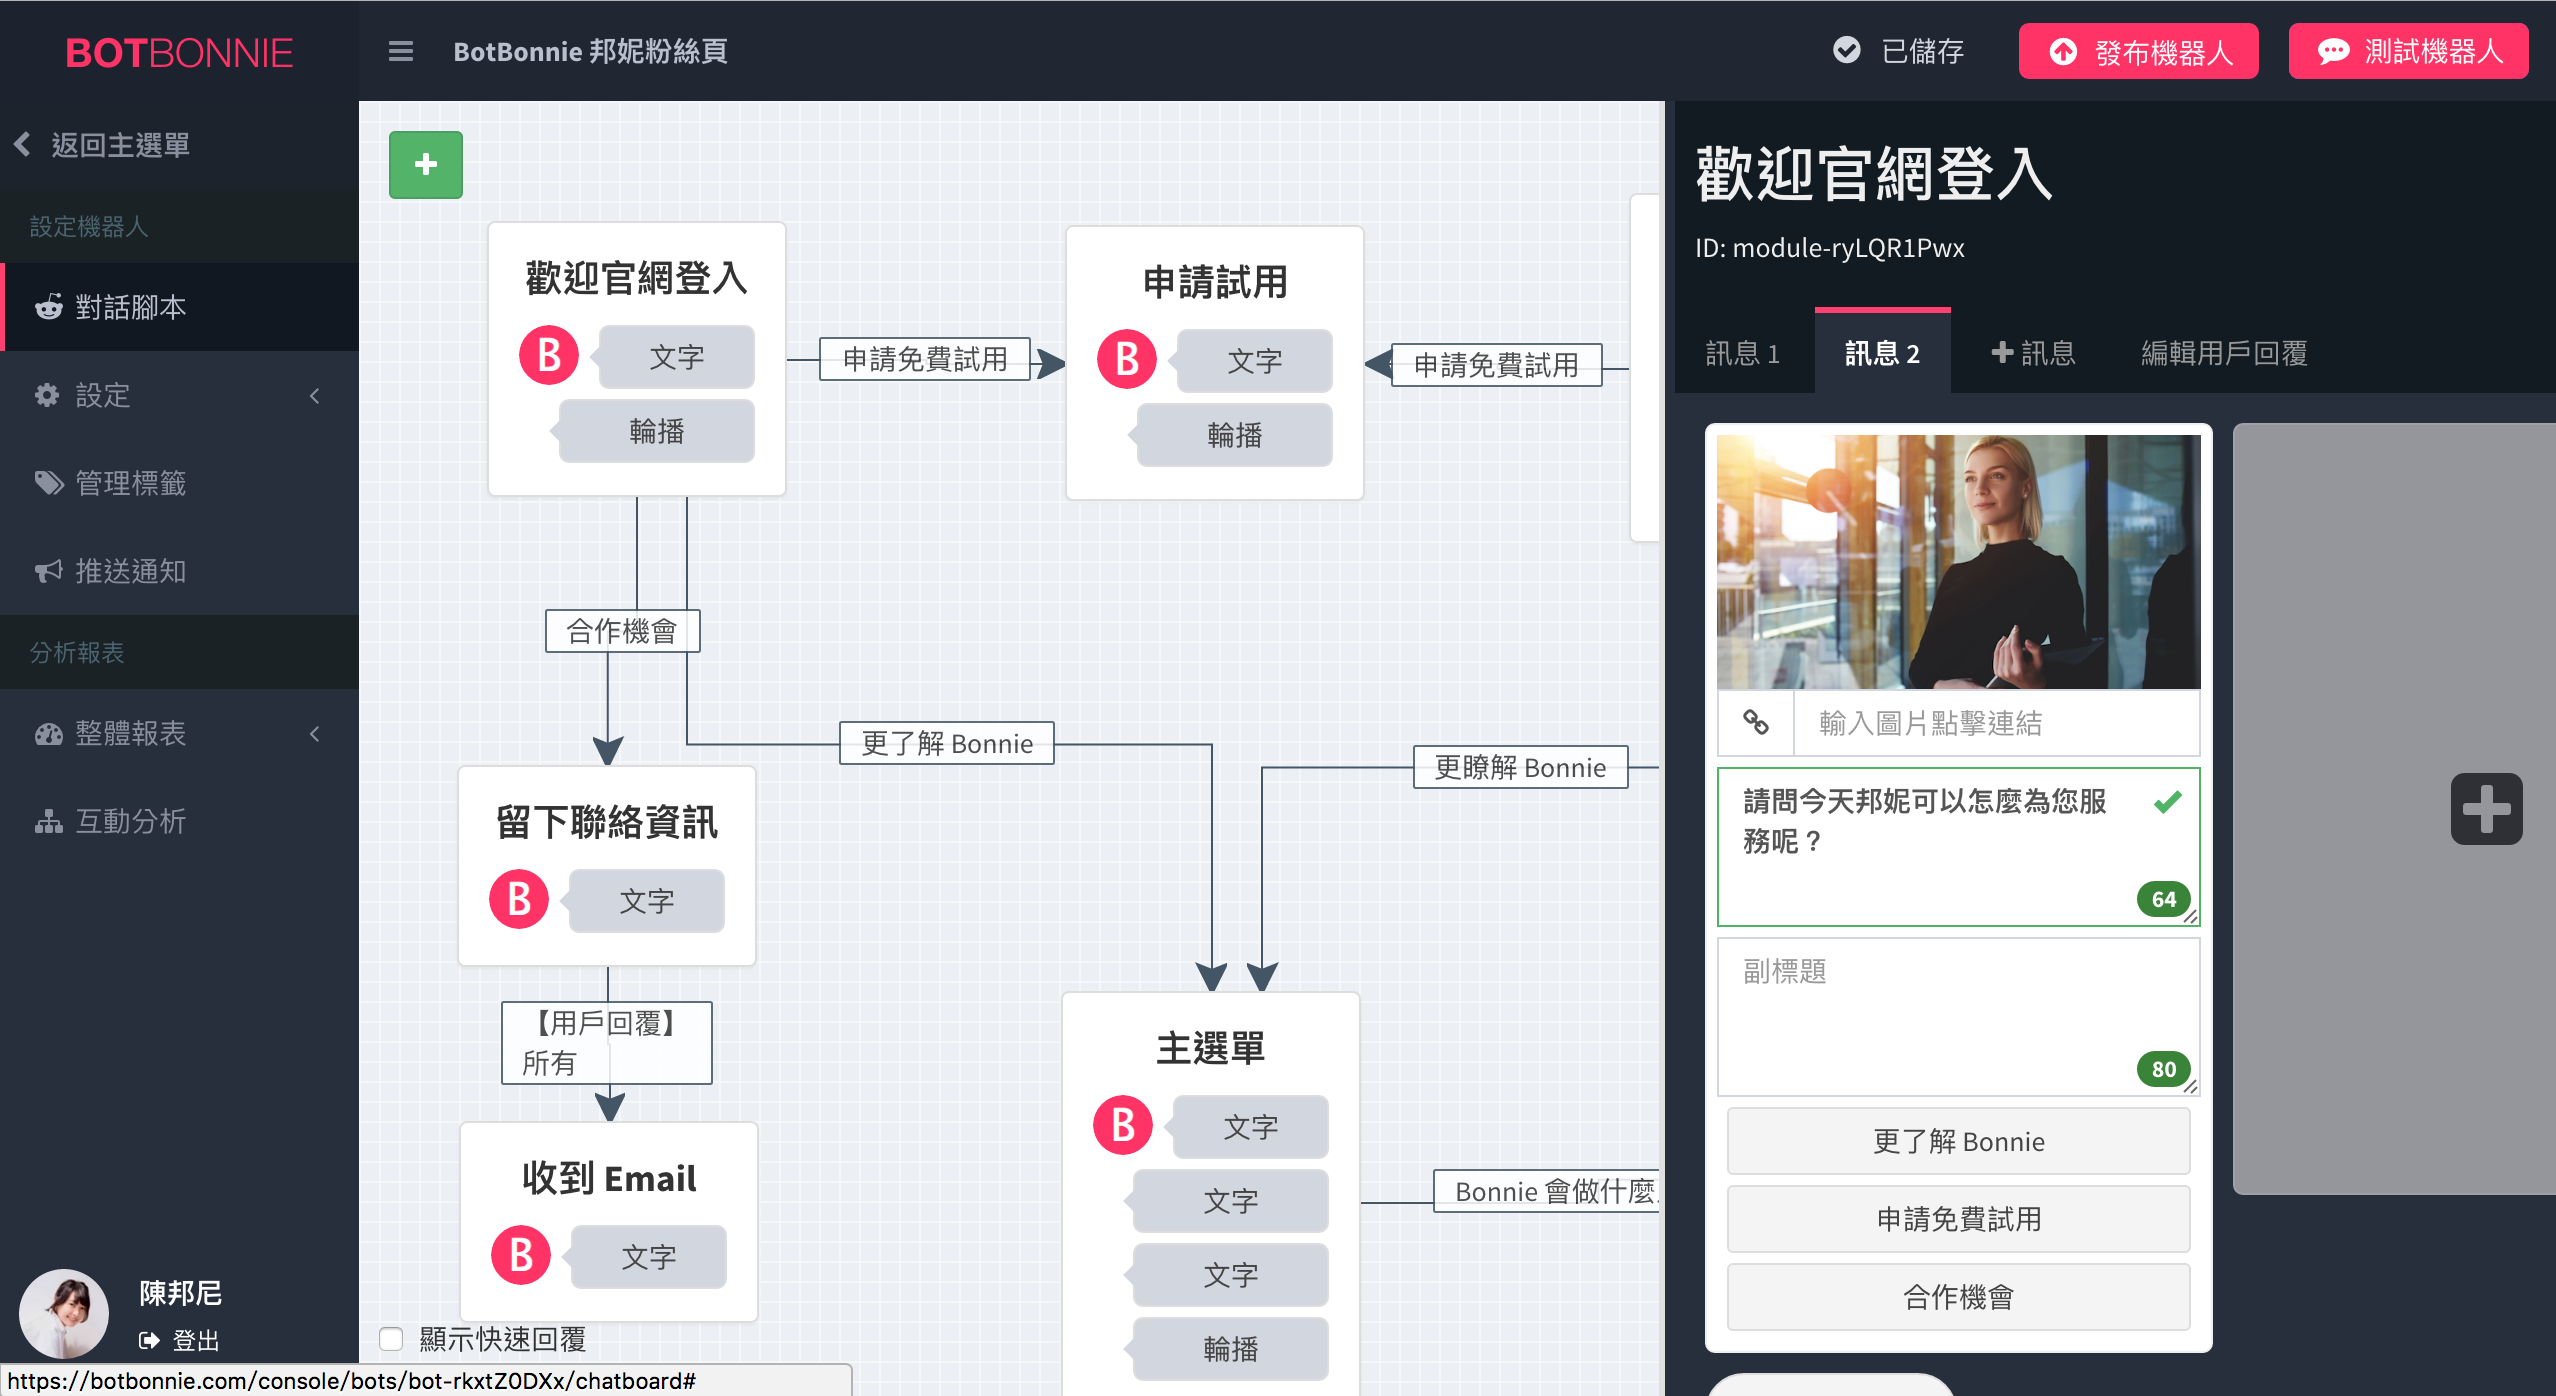 BOTBONNIE
BotBonnie 邦妮粉絲頁
已儲存
發布機器人
測試機器人
返回主選單
設定機器人
對話腳本
設定
管理標籤
推送通知
分析報表
整體報表
互動分析
陳邦尼
登出
歡迎官網登入
B
文字
輪播
申請免費試用
申請試用
B
文字
輪播
申請免費試用
合作機會
更了解 Bonnie
更瞭解 Bonnie
留下聯絡資訊
B
文字
【用戶回覆】
所有
收到 Email
B
文字
主選單
B
文字
文字
文字
輪播
Bonnie 會做什麼
顯示快速回覆
https://botbonnie.com/console/bots/bot-rkxtZ0DXx/chatboard#
歡迎官網登入
ID: module-ryLQR1Pwx
訊息 1
訊息 2
訊息
編輯用戶回覆
輸入圖片點擊連結
請問今天邦妮可以怎麼為您服
務呢？
64
副標題
80
更了解 Bonnie
申請免費試用
合作機會